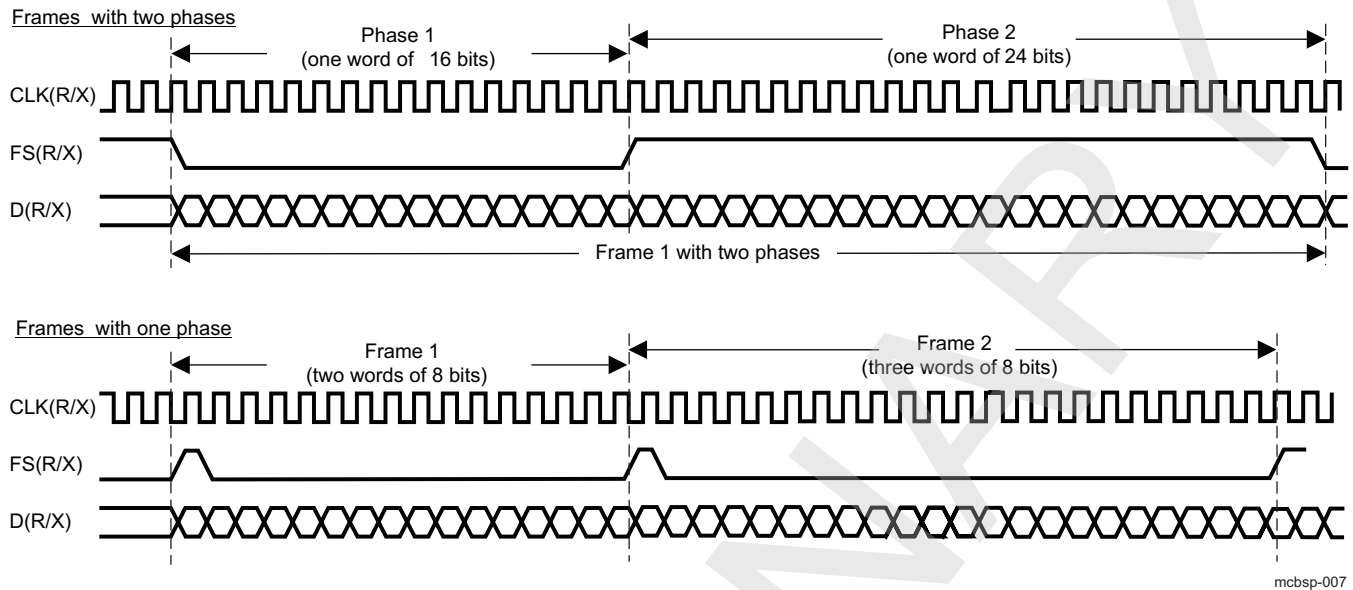 Frames with two phases
Phase 1
(one word of 16 bits)
Phase 2
(one word of 24 bits)
CLK(R/X)
FS(R/X)
D(R/X)
Frame 1 with two phases
Frames with one phase
Frame 1
(two words of 8 bits)
Frame 2
(three words of 8 bits)
CLK(R/X)
FS(R/X)
D(R/X)
mcbsp-007